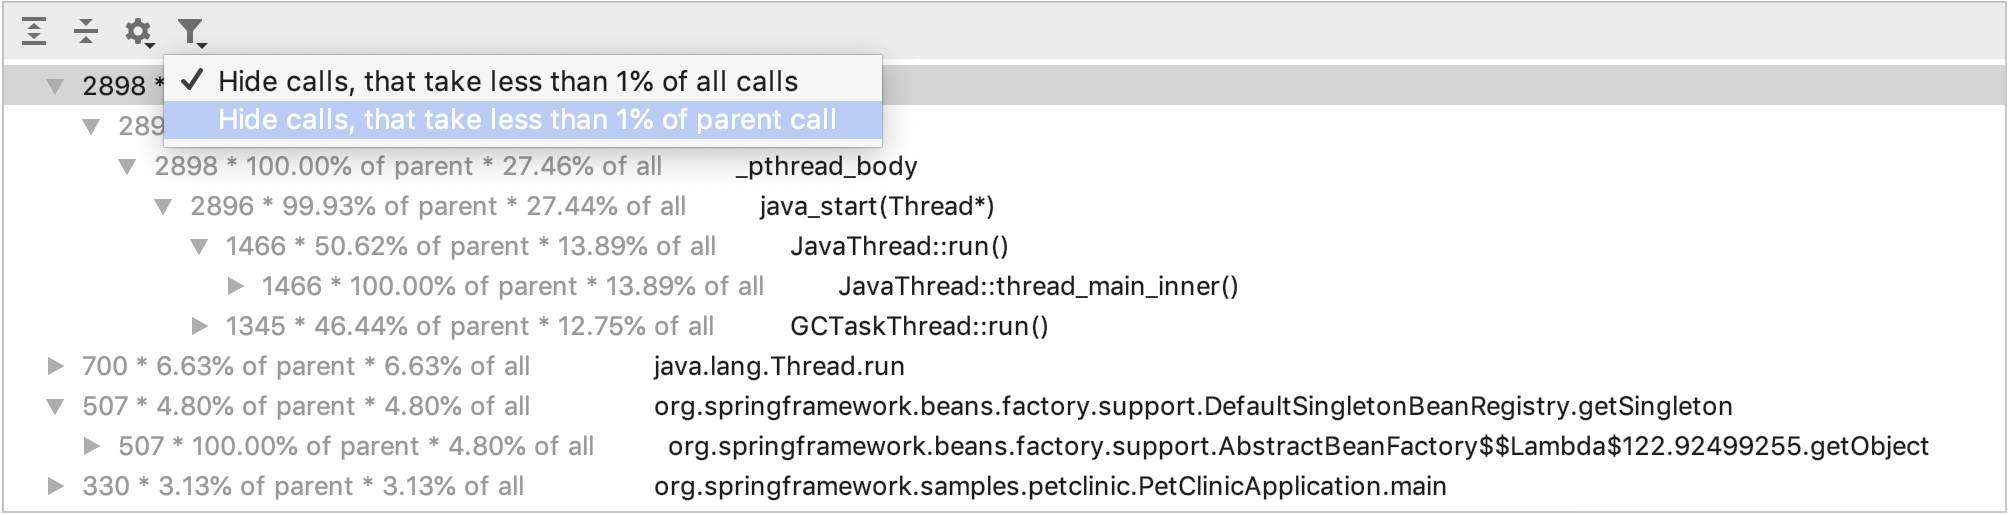 Hide calls, that take less than 1% of all calls
Hide calls, that take less than 1% of parent call
2898 *
289
2898 * 100.00% of parent * 27.46% of all _pthread_body
2896 * 99.93% of parent * 27.44% of all java_start(Thread*)
1466 * 50.62% of parent * 13.89% of all JavaThread::run()
1466 * 100.00% of parent * 13.89% of all JavaThread::thread_main_inner()
1345 * 46.44% of parent * 12.75% of all GCTaskThread::run()
700 * 6.63% of parent * 6.63% of all java.lang.Thread.run
507 * 4.80% of parent * 4.80% of all org.springframework.beans.factory.support.DefaultSingletonBeanRegistry.getSingleton
507 * 100.00% of parent * 4.80% of all org.springframework.beans.factory.support.AbstractBeanFactory$$Lambda$122.92499255.getObject
330 * 3.13% of parent * 3.13% of all org.springframework.samples.petclinic.PetClinicApplication.main